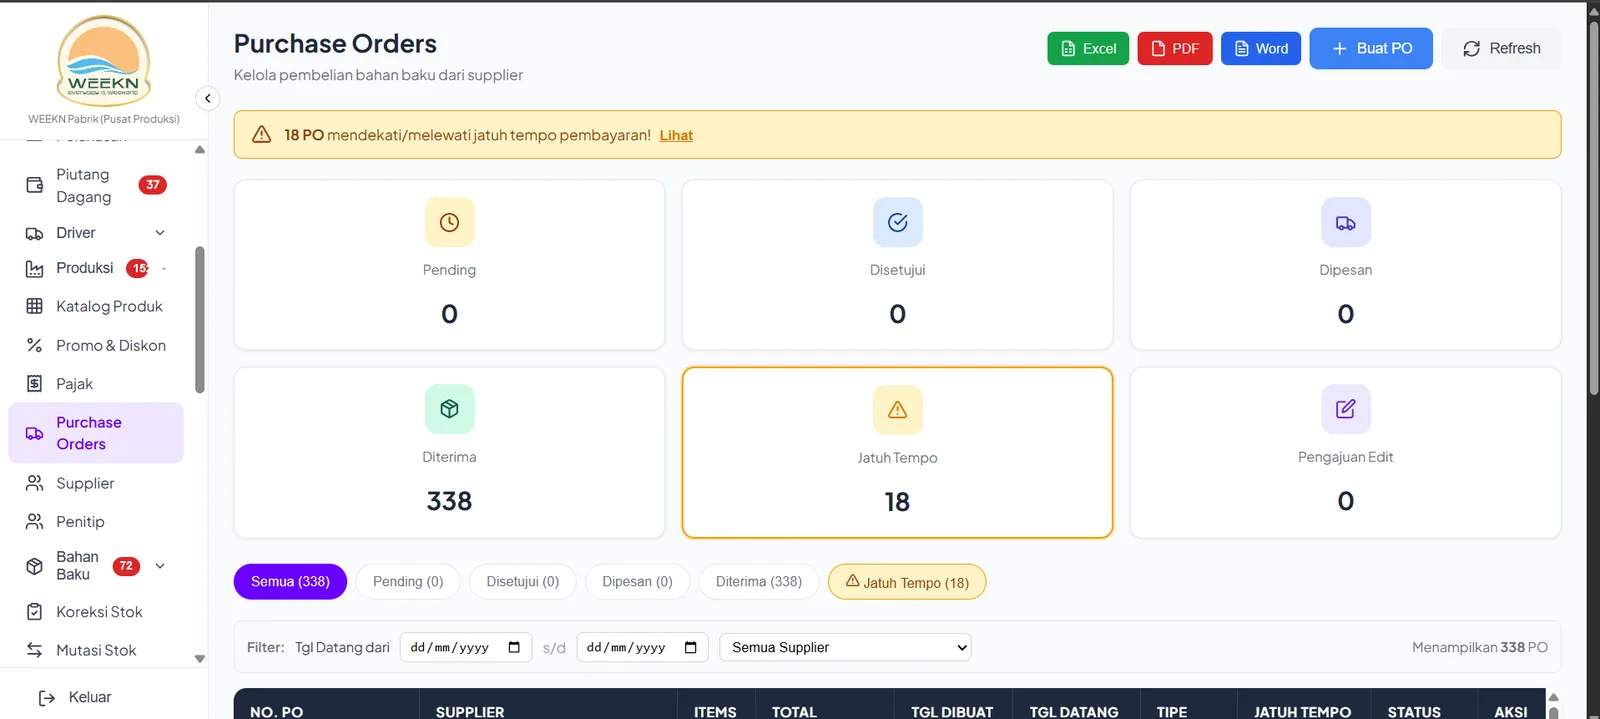 WEEKN
EVERYDAY IS WEEKEND
WEEKN Pabrik (Pusat Produksi)
Piutang
Dagang
37
Driver
Produksi
Katalog Produk
Promo & Diskon
Pajak
Purchase
Orders
Supplier
Penitip
Bahan
Baku
72
Koreksi Stok
Mutasi Stok
Keluar
Purchase Orders
Kelola pembelian bahan baku dari supplier
Excel
PDF
Word
+ Buat PO
Refresh
18 PO mendekati/melewati jatuh tempo pembayaran! Lihat
Pending
0
Disetujui
0
Dipesan
0
Diterima
338
Jatuh Tempo
18
Pengajuan Edit
0
Semua (338)
Pending (0)
Disetujui (0)
Dipesan (0)
Diterima (338)
Jatuh Tempo (18)
Filter: Tgl Datang dari dd/mm/yyyy s/d dd/mm/yyyy Semua Supplier
Menampilkan 338 PO
NO. PO SUPPLIER ITEMS TOTAL TGL DIBUAT TGL DATANG TIPE JATUH TEMPO STATUS AKSI